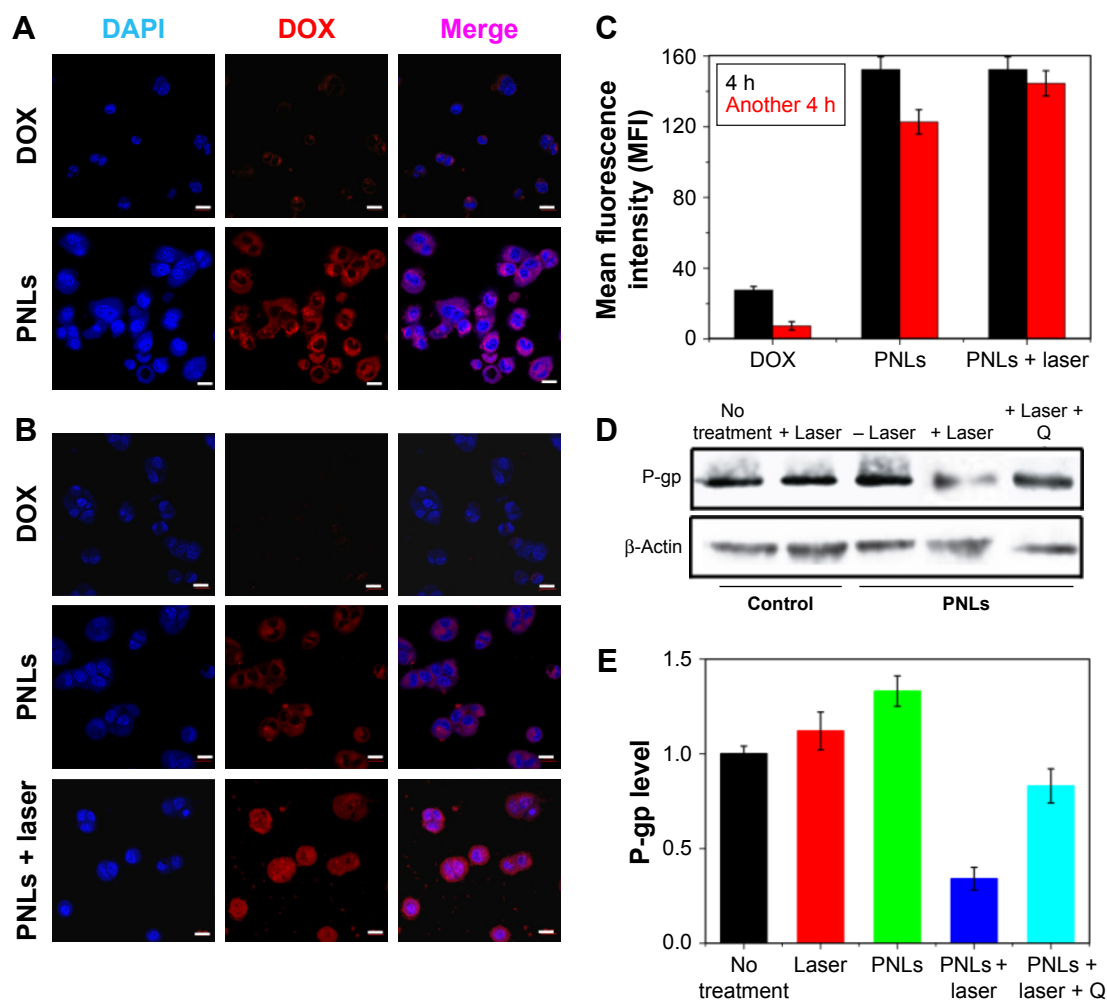 A
DAPI
DOX
Merge
DOX
PNLs
B
DOX
PNLs
PNLs + laser
C
Mean fluorescence
intensity (MFI)
160
120
80
40
0
4 h
Another 4 h
DOX
PNLs
PNLs + laser
D
No
treatment
+ Laser
– Laser
+ Laser
+ Laser +
Q
P-gp
β-Actin
Control
PNLs
E
P-gp level
1.5
1.0
0.5
0.0
No
treatment
Laser
PNLs
PNLs +
laser
PNLs +
laser + Q